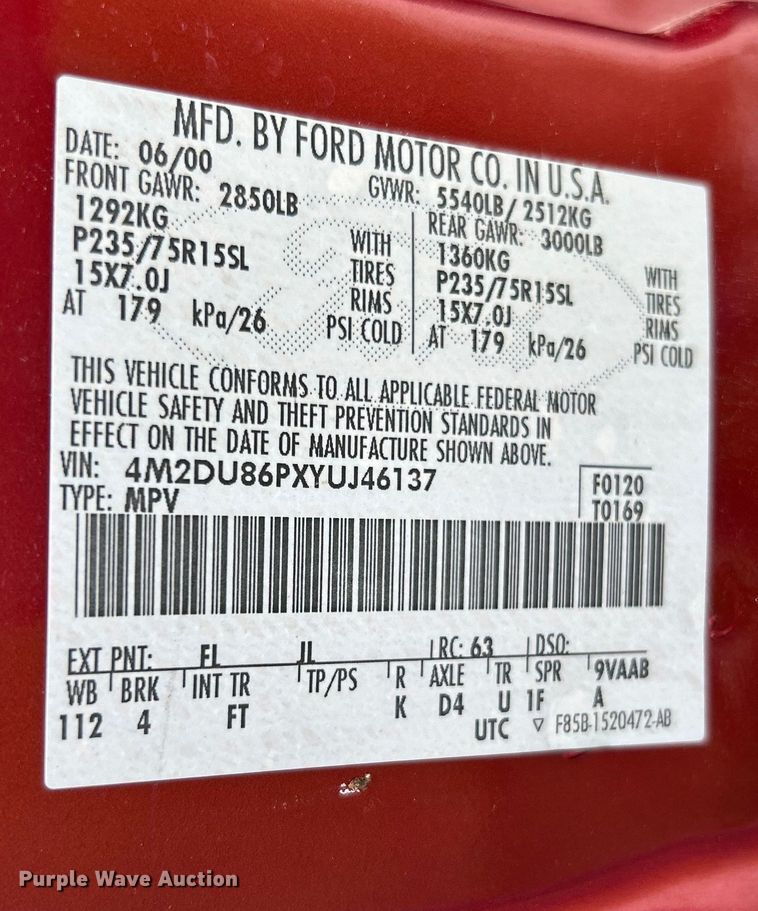 MFD. BY FORD MOTOR CO. IN U.S.A.
DATE: 06/00 GVWR: 5540LB/ 2512KG
FRONT GAWR: 2850LB REAR GAWR: 3000LB
1292KG WITH 1360KG WITH
P235/75R15SL TIRES P235/75R15SL TIRES
15X7.0J RIMS 15X7.0J RIMS
AT 179 kPa/26 PSI COLD AT 179 kPa/26 PSI COLD
THIS VEHICLE CONFORMS TO ALL APPLICABLE FEDERAL MOTOR
VEHICLE SAFETY AND THEFT PREVENTION STANDARDS IN
EFFECT ON THE DATE OF MANUFACTURE SHOWN ABOVE.
VIN: 4M2DU86PXYUJ46137 F0120
TYPE: MPV T0169
EXT PNT: FL JL RC: 63 DSO:
WB BRK INT TR TP/PS R AXLE TR SPR 9VAAB
112 4 FT K D4 U 1F A
UTC F85B-1520472-AB
Purple Wave Auction